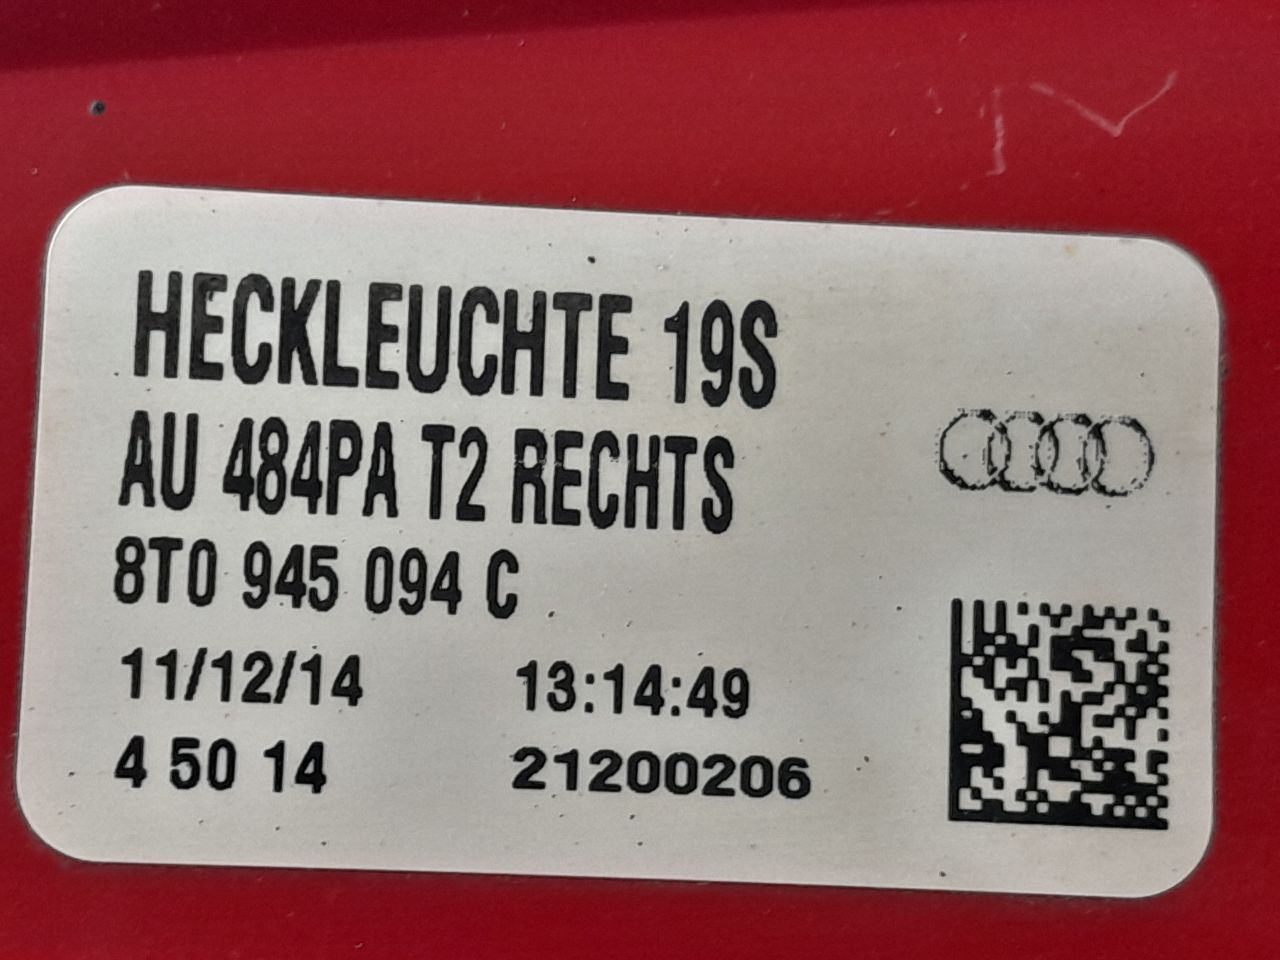 HECKLEUCHTE 19S
AU 484PA T2 RECHTS
8T0 945 094 C
11/12/14 13:14:49
4 50 14 21200206